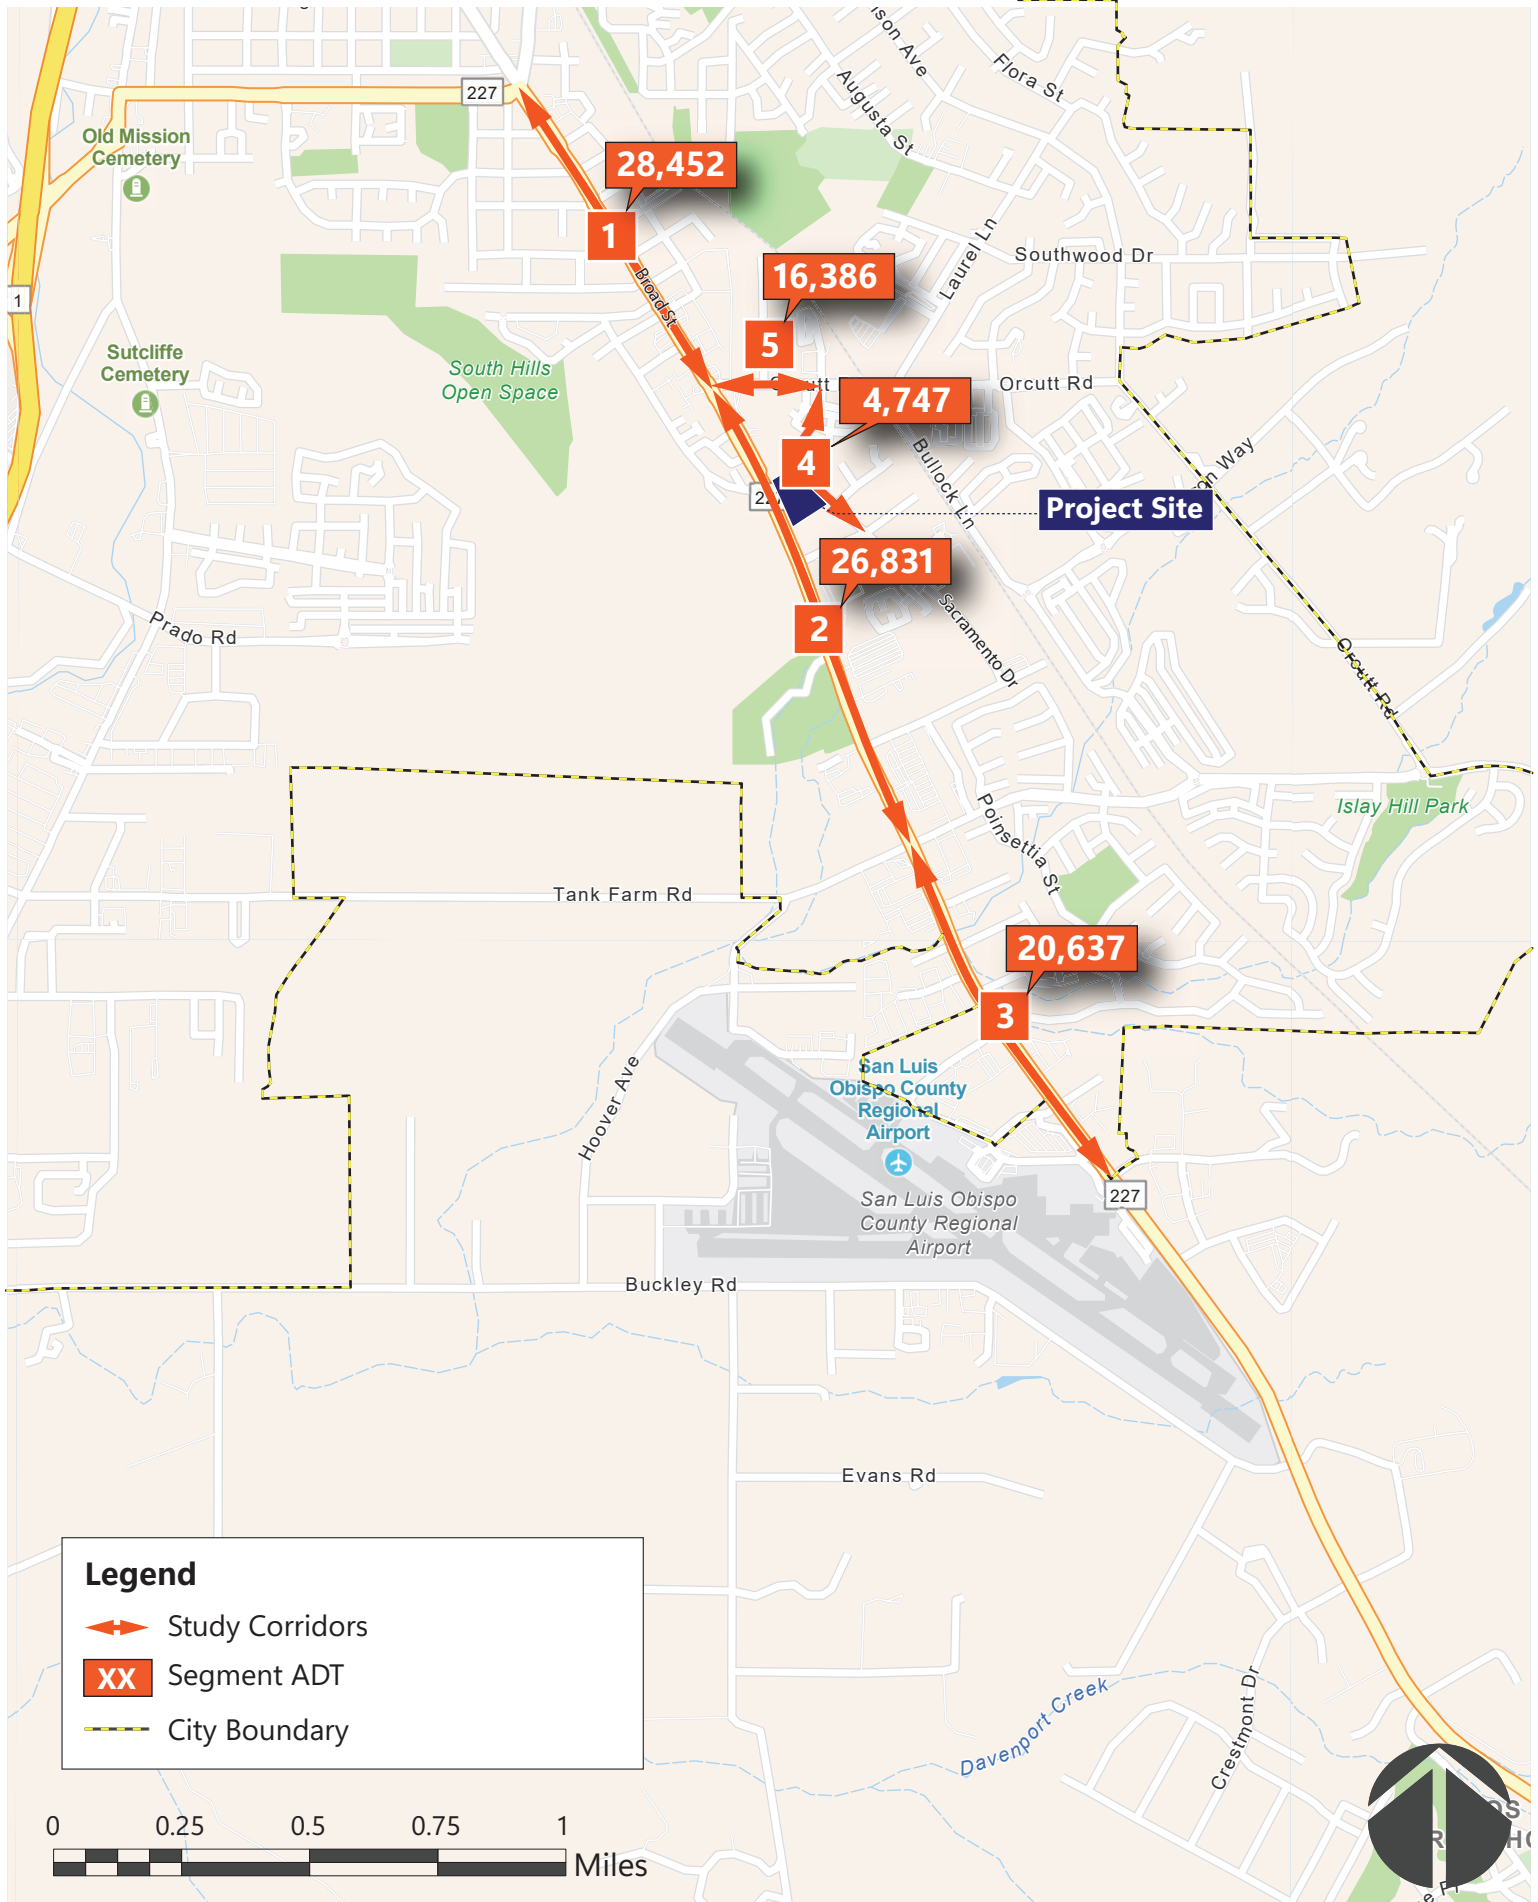 son Ave
Flora St
227
Augusta St
Old Mission
Cemetery
28,452
1
Laurel Ln
Southwood Dr
16,386
Broad St
1
5
Sutcliffe
Cemetery
South Hills
Open Space
Orcutt Rd
4,747
4
Bullock Ln
on Way
Project Site
26,831
2
Sacramento Dr
Prado Rd
Orcutt Rd
Poinsettia St
Islay Hill Park
Tank Farm Rd
20,637
3
Hoover Ave
San Luis
Obispo County
Regional
Airport
San Luis Obispo
County Regional
Airport
227
Buckley Rd
Evans Rd
Legend
Study Corridors
XX Segment ADT
City Boundary
Davenport Creek
Crestmont Dr
0 0.25 0.5 0.75 1
Miles